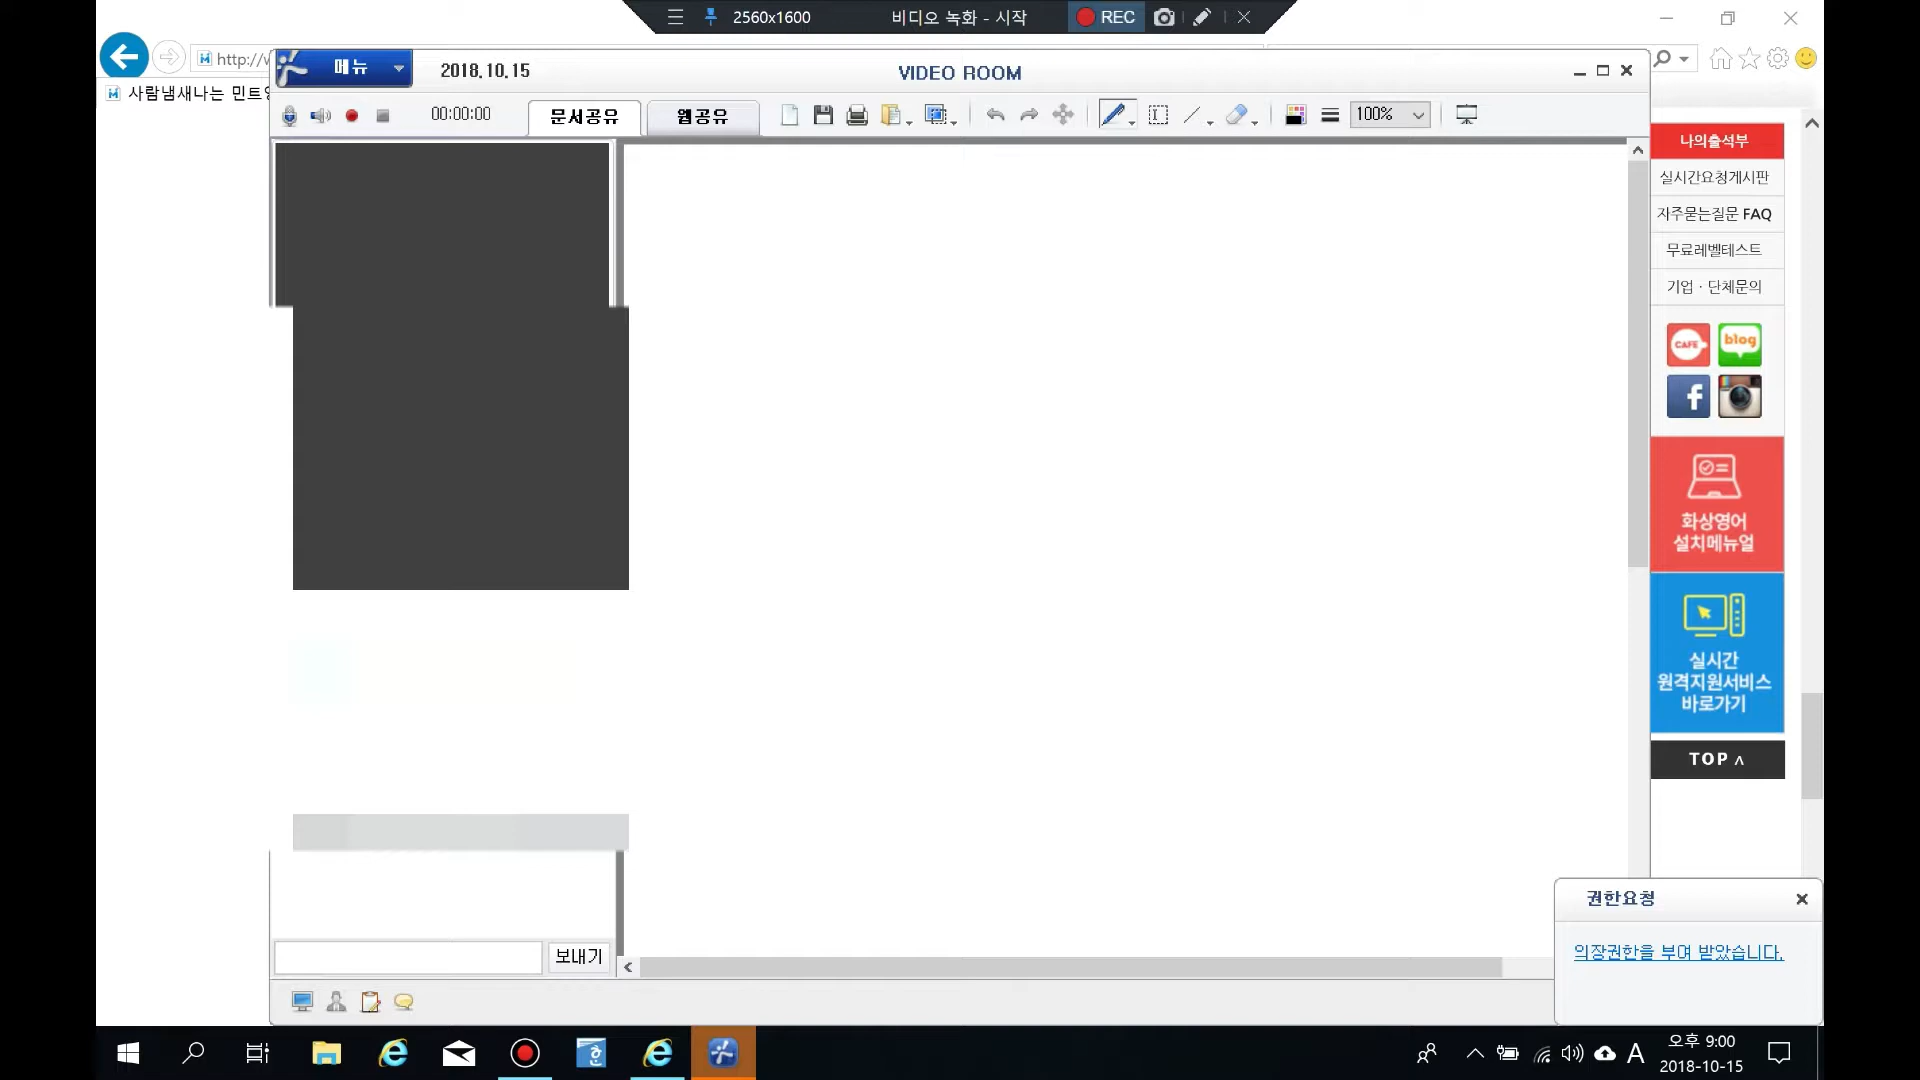 2560x1600
비디오 녹화 - 시작
REC
http://
사람냄새나는 민트
메뉴
2018.10.15
VIDEO ROOM
00:00:00
문서공유
웹공유
100%
나의출석부
실시간요청게시판
자주묻는질문 FAQ
무료레벨테스트
기업 · 단체문의
CAFE
blog
화상영어
설치메뉴얼
실시간
원격지원서비스
바로가기
TOP ∧
권한요청
의장권한을 부여 받았습니다.
보내기
한
A
오후 9:00
2018-10-15